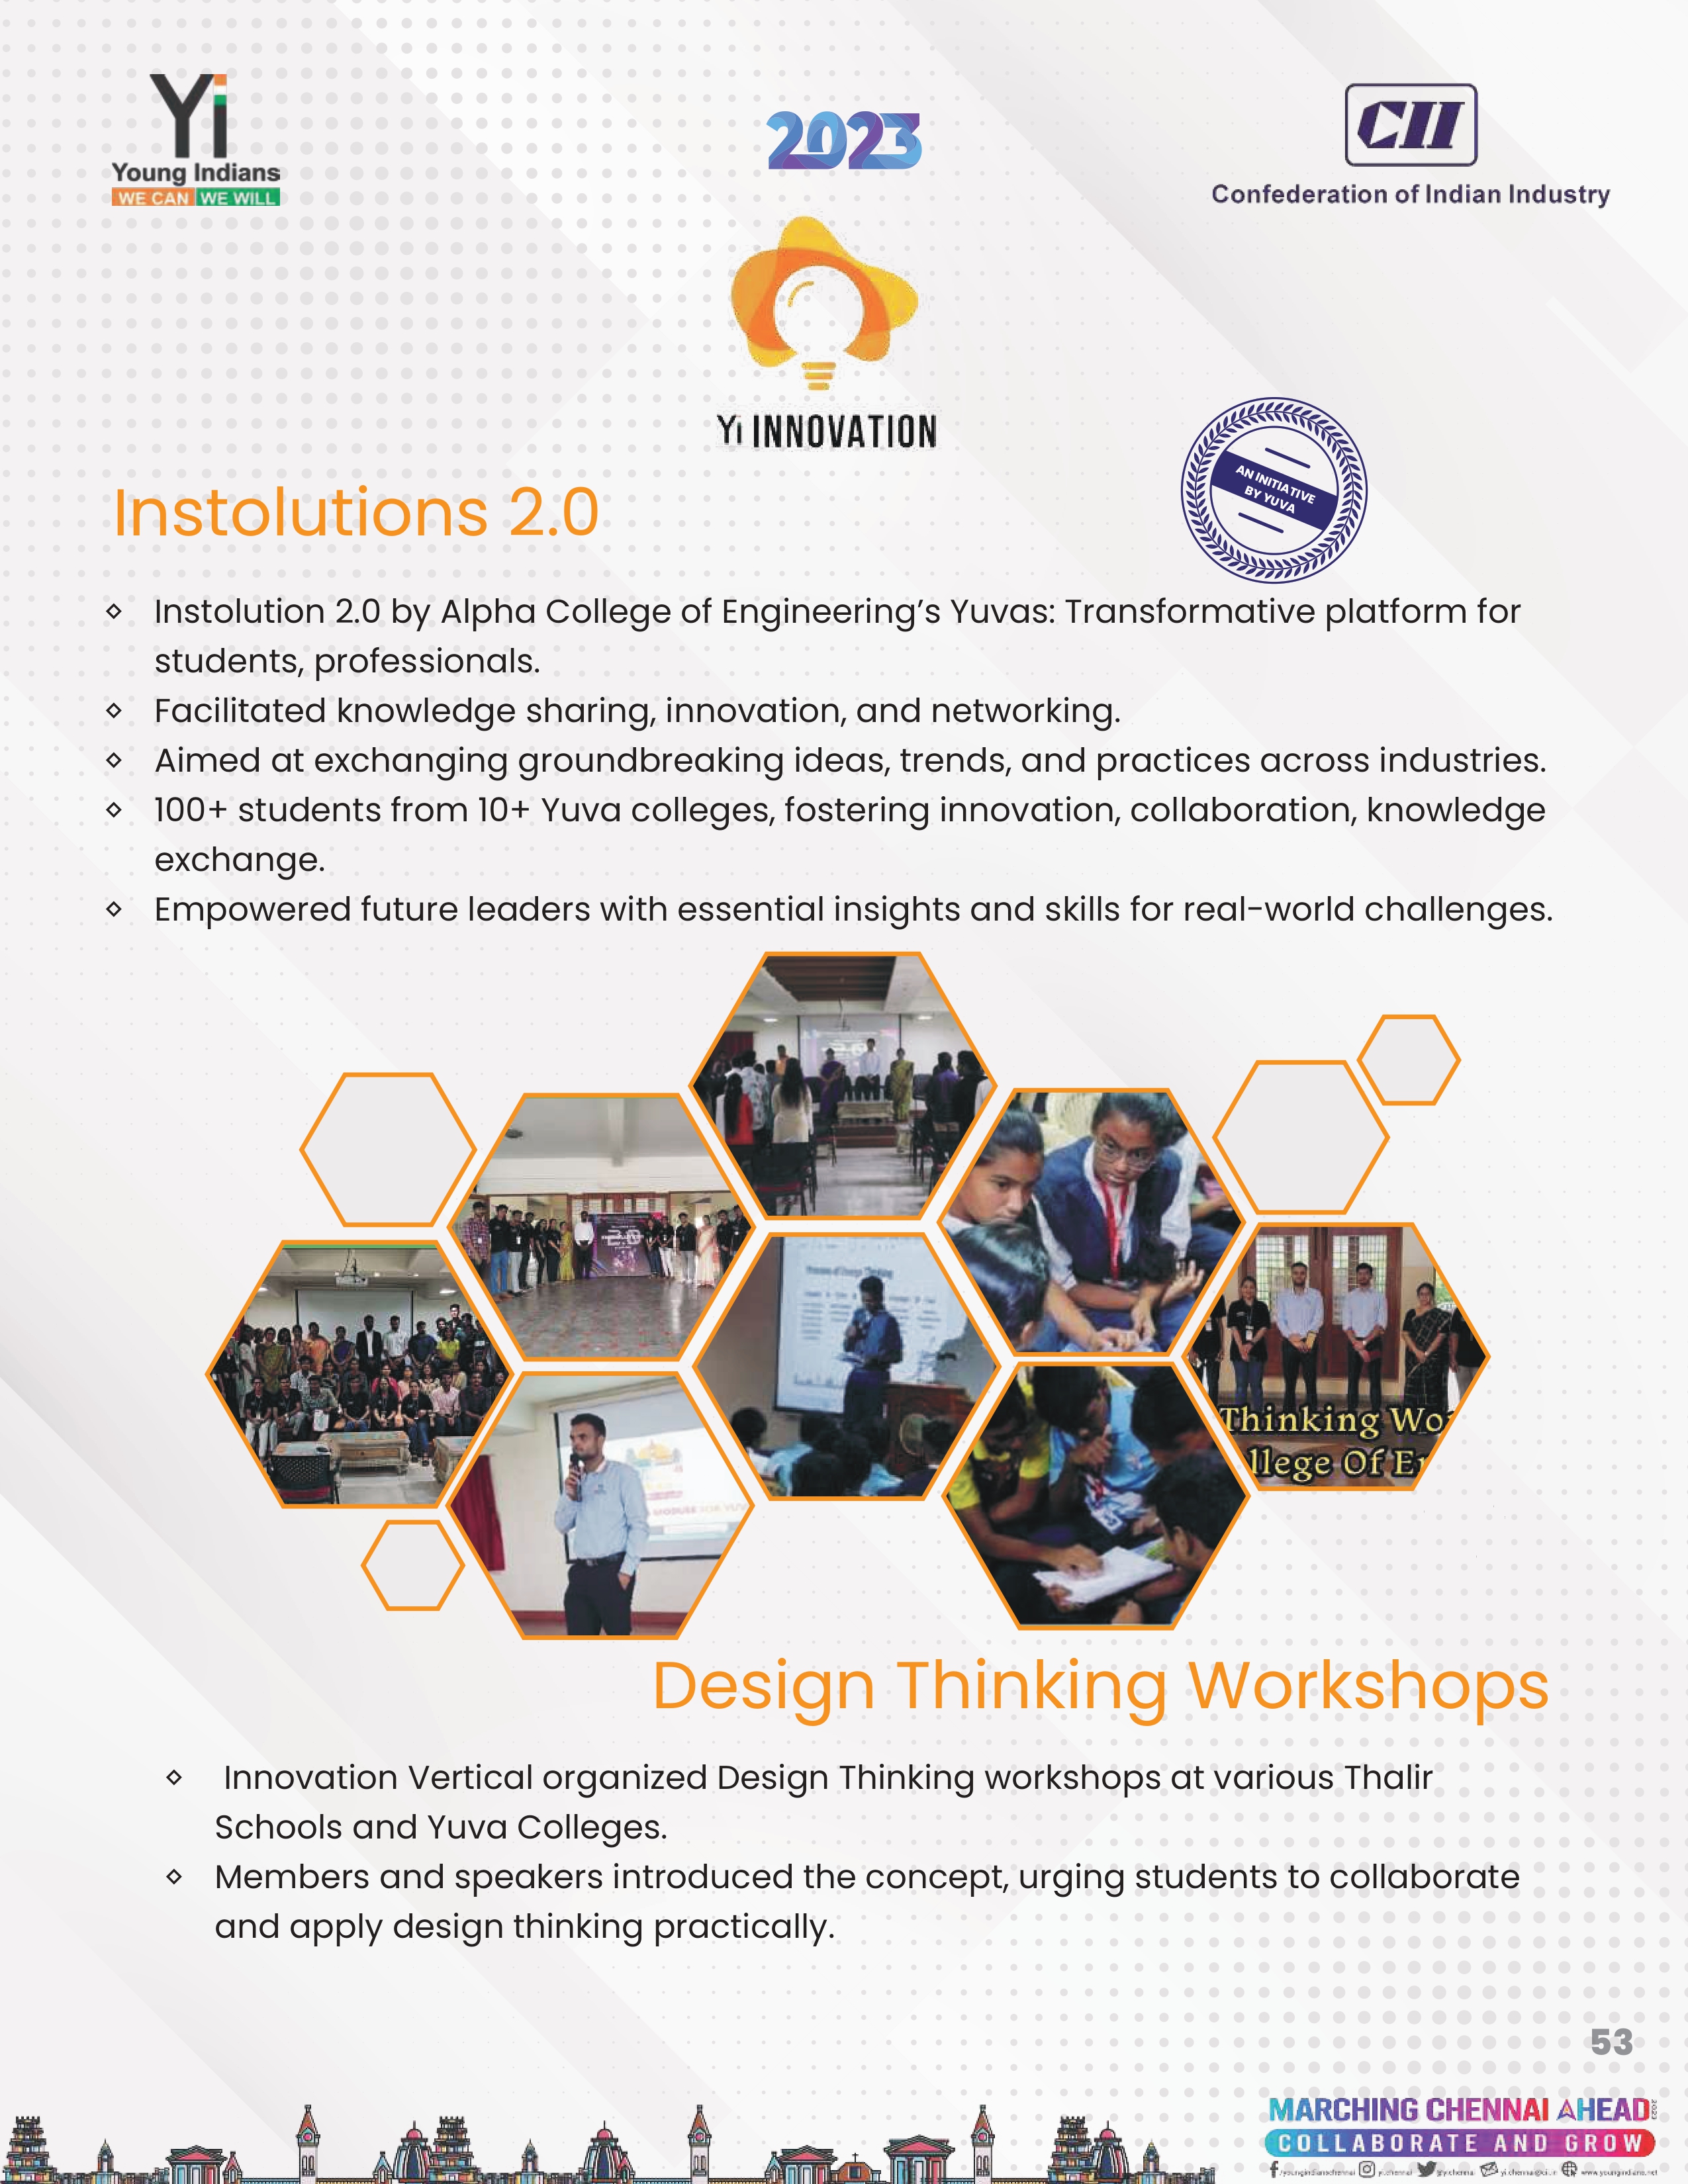 Yi
Young Indians
WE CAN WE WILL
2023
CII
Confederation of Indian Industry
Yi INNOVATION
AN INITIATIVE
BY YUVA
Instolutions 2.0
Instolution 2.0 by Alpha College of Engineering’s Yuvas: Transformative platform for
students, professionals.
Facilitated knowledge sharing, innovation, and networking.
Aimed at exchanging groundbreaking ideas, trends, and practices across industries.
100+ students from 10+ Yuva colleges, fostering innovation, collaboration, knowledge
exchange.
Empowered future leaders with essential insights and skills for real-world challenges.
Thinking Wo
llege Of E
Design Thinking Workshops
Innovation Vertical organized Design Thinking workshops at various Thalir
Schools and Yuva Colleges.
Members and speakers introduced the concept, urging students to collaborate
and apply design thinking practically.
53
MARCHING CHENNAI AHEAD 2023
COLLABORATE AND GROW